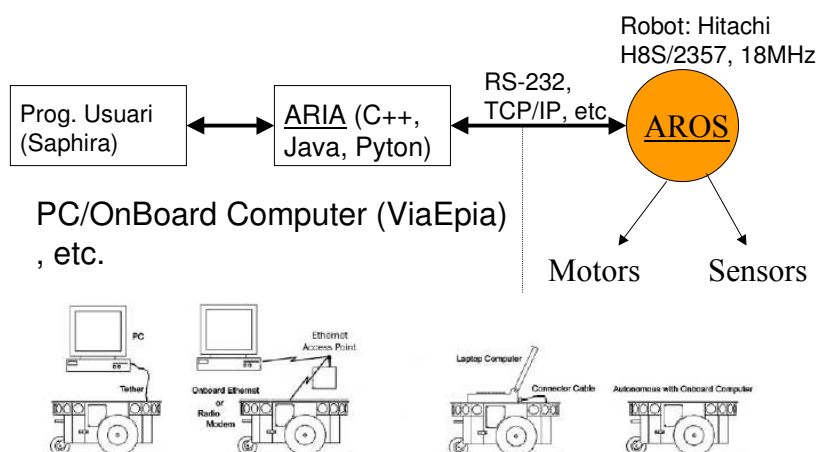 Robot: Hitachi
H8S/2357, 18MHz
RS-232,
TCP/IP, etc
Prog. Usuari
(Saphira)
ARIA (C++,
Java, Pyton)
AROS
PC/OnBoard Computer (ViaEpia)
, etc.
Motors
Sensors
PC
Tether
Ethernet
Access Point
Onboard Ethernet
or
Radio
Modem
Laptop Computer
Connector Cable
Autonomous with Onboard Computer